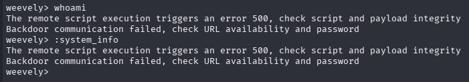 weevely> whoami
The remote script execution triggers an error 500, check script and payload integrity
Backdoor communication failed, check URL availability and password
weevely> :system_info
The remote script execution triggers an error 500, check script and payload integrity
Backdoor communication failed, check URL availability and password
weevely>